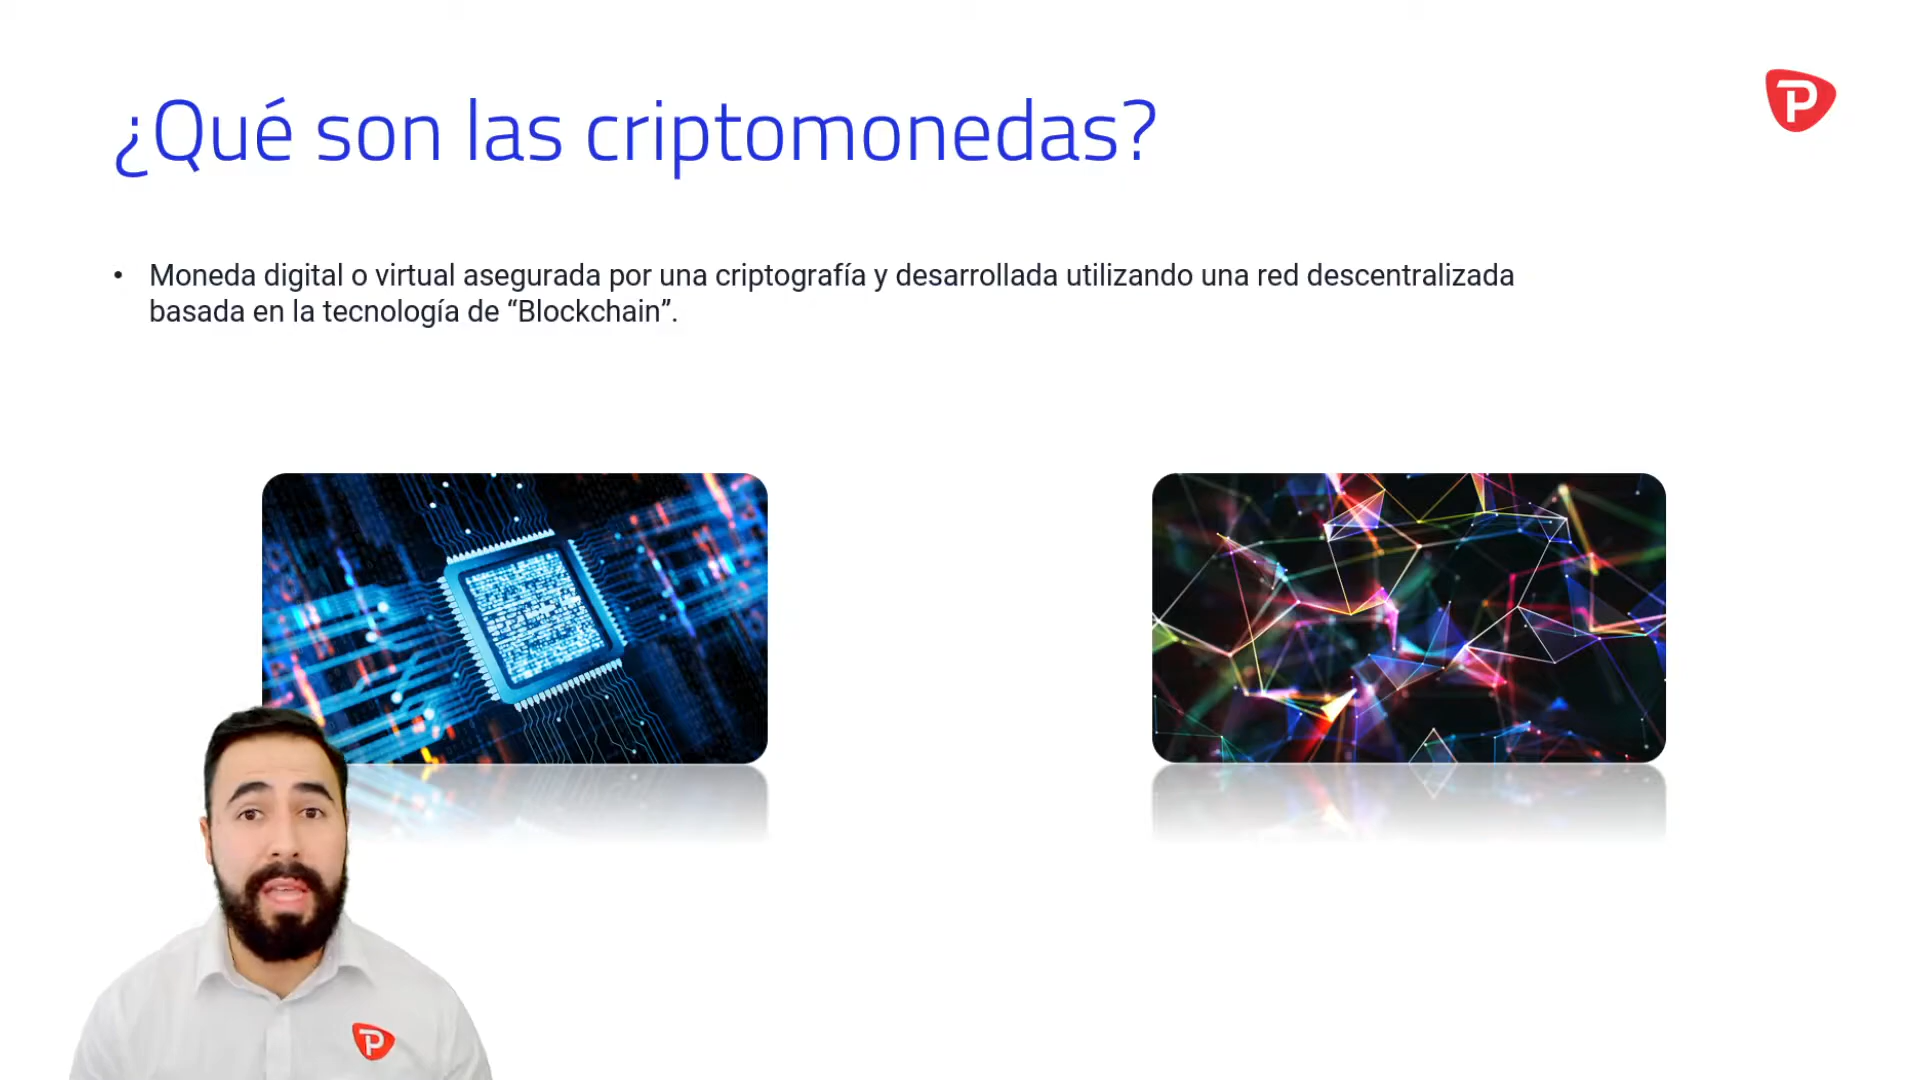 ¿Qué son las criptomonedas?
P
• Moneda digital o virtual asegurada por una criptografía y desarrollada utilizando una red descentralizada
basada en la tecnología de “Blockchain”.
P